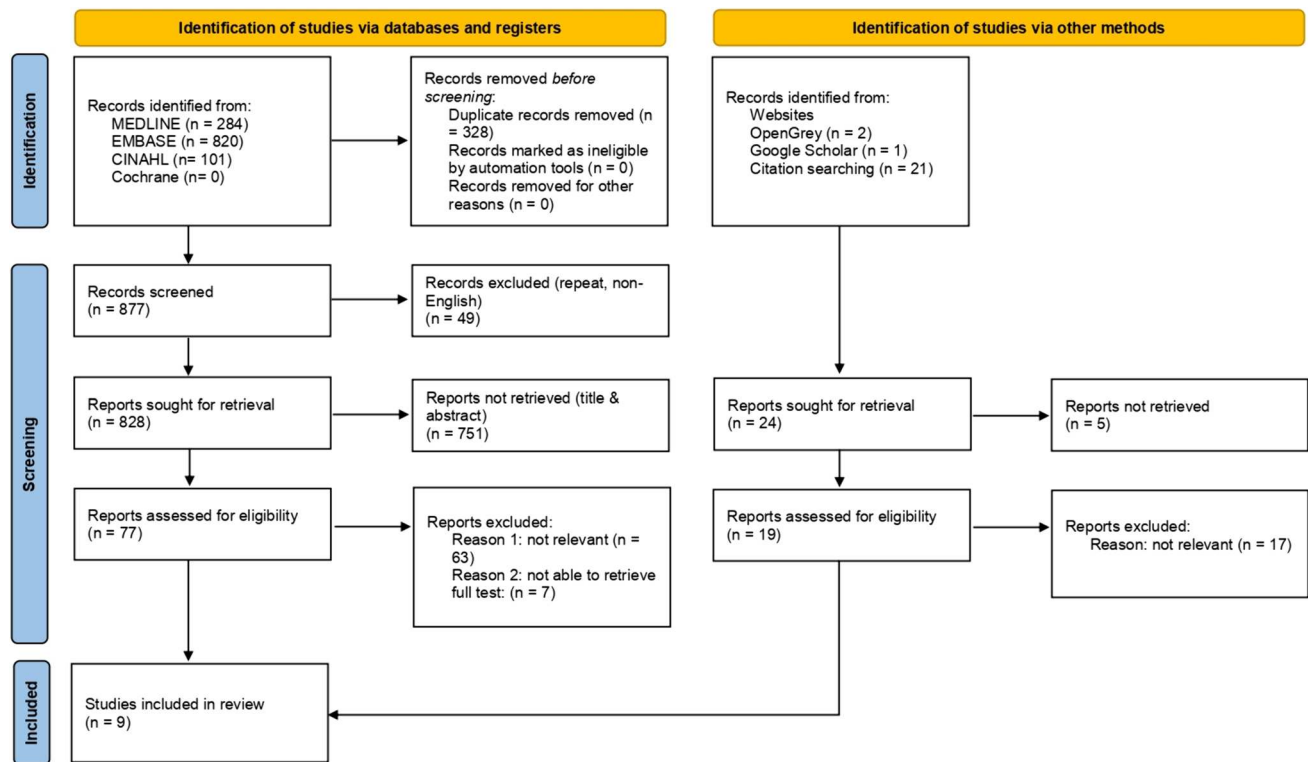 Identification of studies via databases and registers
Identification of studies via other methods
Identification
Records identified from:
MEDLINE (n = 284)
EMBASE (n = 820)
CINAHL (n= 101)
Cochrane (n= 0)
Records removed before
screening:
Duplicate records removed (n
= 328)
Records marked as ineligible
by automation tools (n = 0)
Records removed for other
reasons (n = 0)
Records identified from:
Websites
OpenGrey (n = 2)
Google Scholar (n = 1)
Citation searching (n = 21)
Screening
Records screened
(n = 877)
Records excluded (repeat, non-
English)
(n = 49)
Reports sought for retrieval
(n = 828)
Reports not retrieved (title &
abstract)
(n = 751)
Reports sought for retrieval
(n = 24)
Reports not retrieved
(n = 5)
Reports assessed for eligibility
(n = 77)
Reports excluded:
Reason 1: not relevant (n =
63)
Reason 2: not able to retrieve
full test: (n = 7)
Reports assessed for eligibility
(n = 19)
Reports excluded:
Reason: not relevant (n = 17)
Included
Studies included in review
(n = 9)